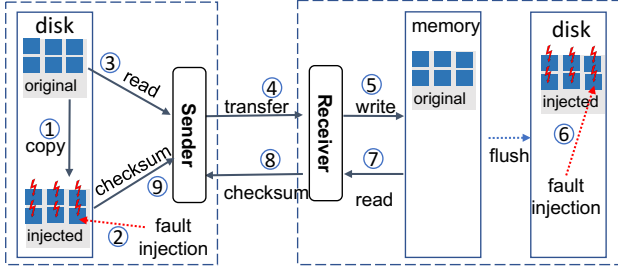 disk
original
① copy
injected
② fault injection
③ read
checksum ⑨
Sender
④ transfer
⑧ checksum
Receiver
⑤ write
⑦ read
memory
original
flush
disk
injected
⑥ fault injection